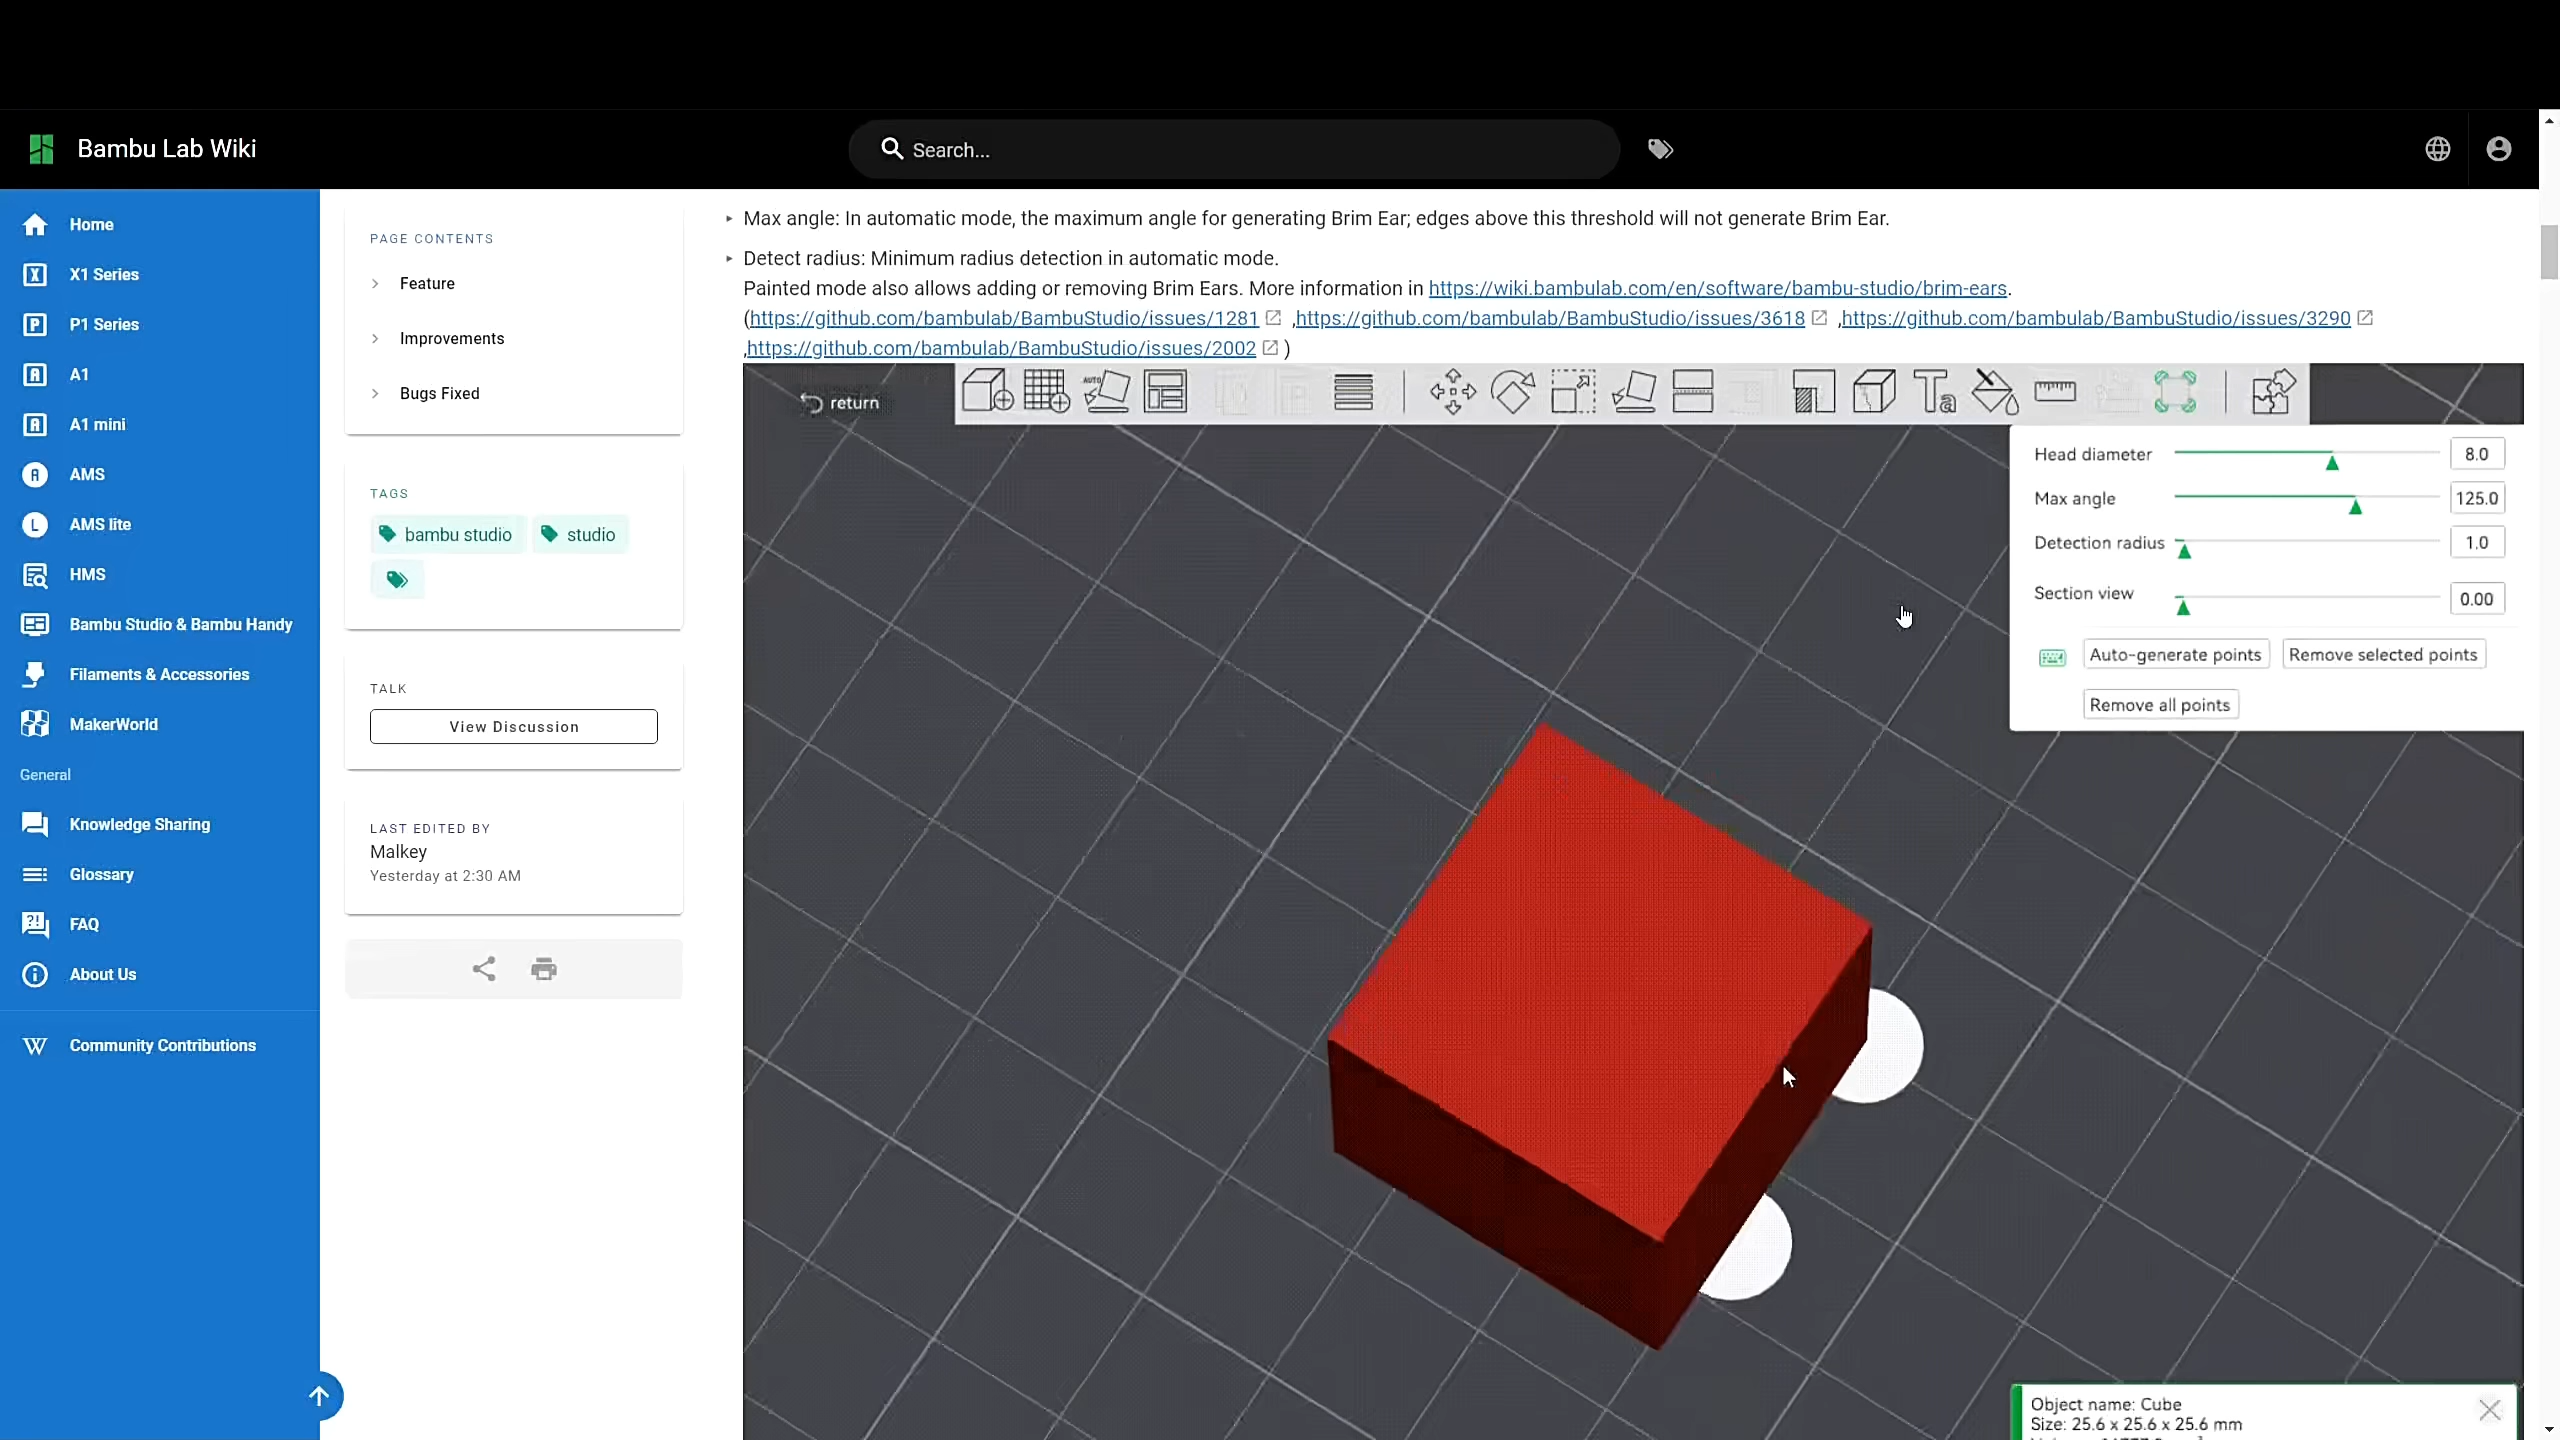 Bambu Lab Wiki
Search...
Home
X1 Series
P1 Series
A1
A1 mini
AMS
AMS lite
HMS
Bambu Studio & Bambu Handy
Filaments & Accessories
MakerWorld
General
Knowledge Sharing
Glossary
FAQ
About Us
Community Contributions
PAGE CONTENTS
Feature
Improvements
Bugs Fixed
TAGS
bambu studio
studio
TALK
View Discussion
LAST EDITED BY
Malkey
Yesterday at 2:30 AM
Max angle: In automatic mode, the maximum angle for generating Brim Ear; edges above this threshold will not generate Brim Ear.
Detect radius: Minimum radius detection in automatic mode.
Painted mode also allows adding or removing Brim Ears. More information in https://wiki.bambulab.com/en/software/bambu-studio/brim-ears.
(https://github.com/bambulab/BambuStudio/issues/1281 ,https://github.com/bambulab/BambuStudio/issues/3618 ,https://github.com/bambulab/BambuStudio/issues/3290
,https://github.com/bambulab/BambuStudio/issues/2002 )
return
AUTO
Ta
Head diameter 8.0
Max angle 125.0
Detection radius 1.0
Section view 0.00
Auto-generate points
Remove selected points
Remove all points
Object name: Cube
Size: 25.6 x 25.6 x 25.6 mm